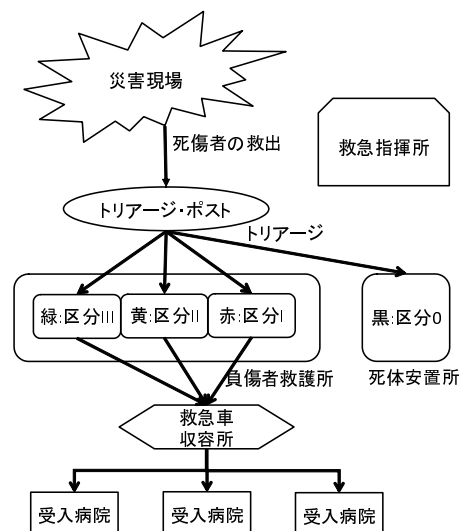 災害現場
死傷者の救出
救急指揮所
トリアージ・ポスト
トリアージ
緑:区分III
黄:区分II
赤:区分I
黒:区分0
負傷者救護所
死体安置所
救急車
収容所
受入病院
受入病院
受入病院